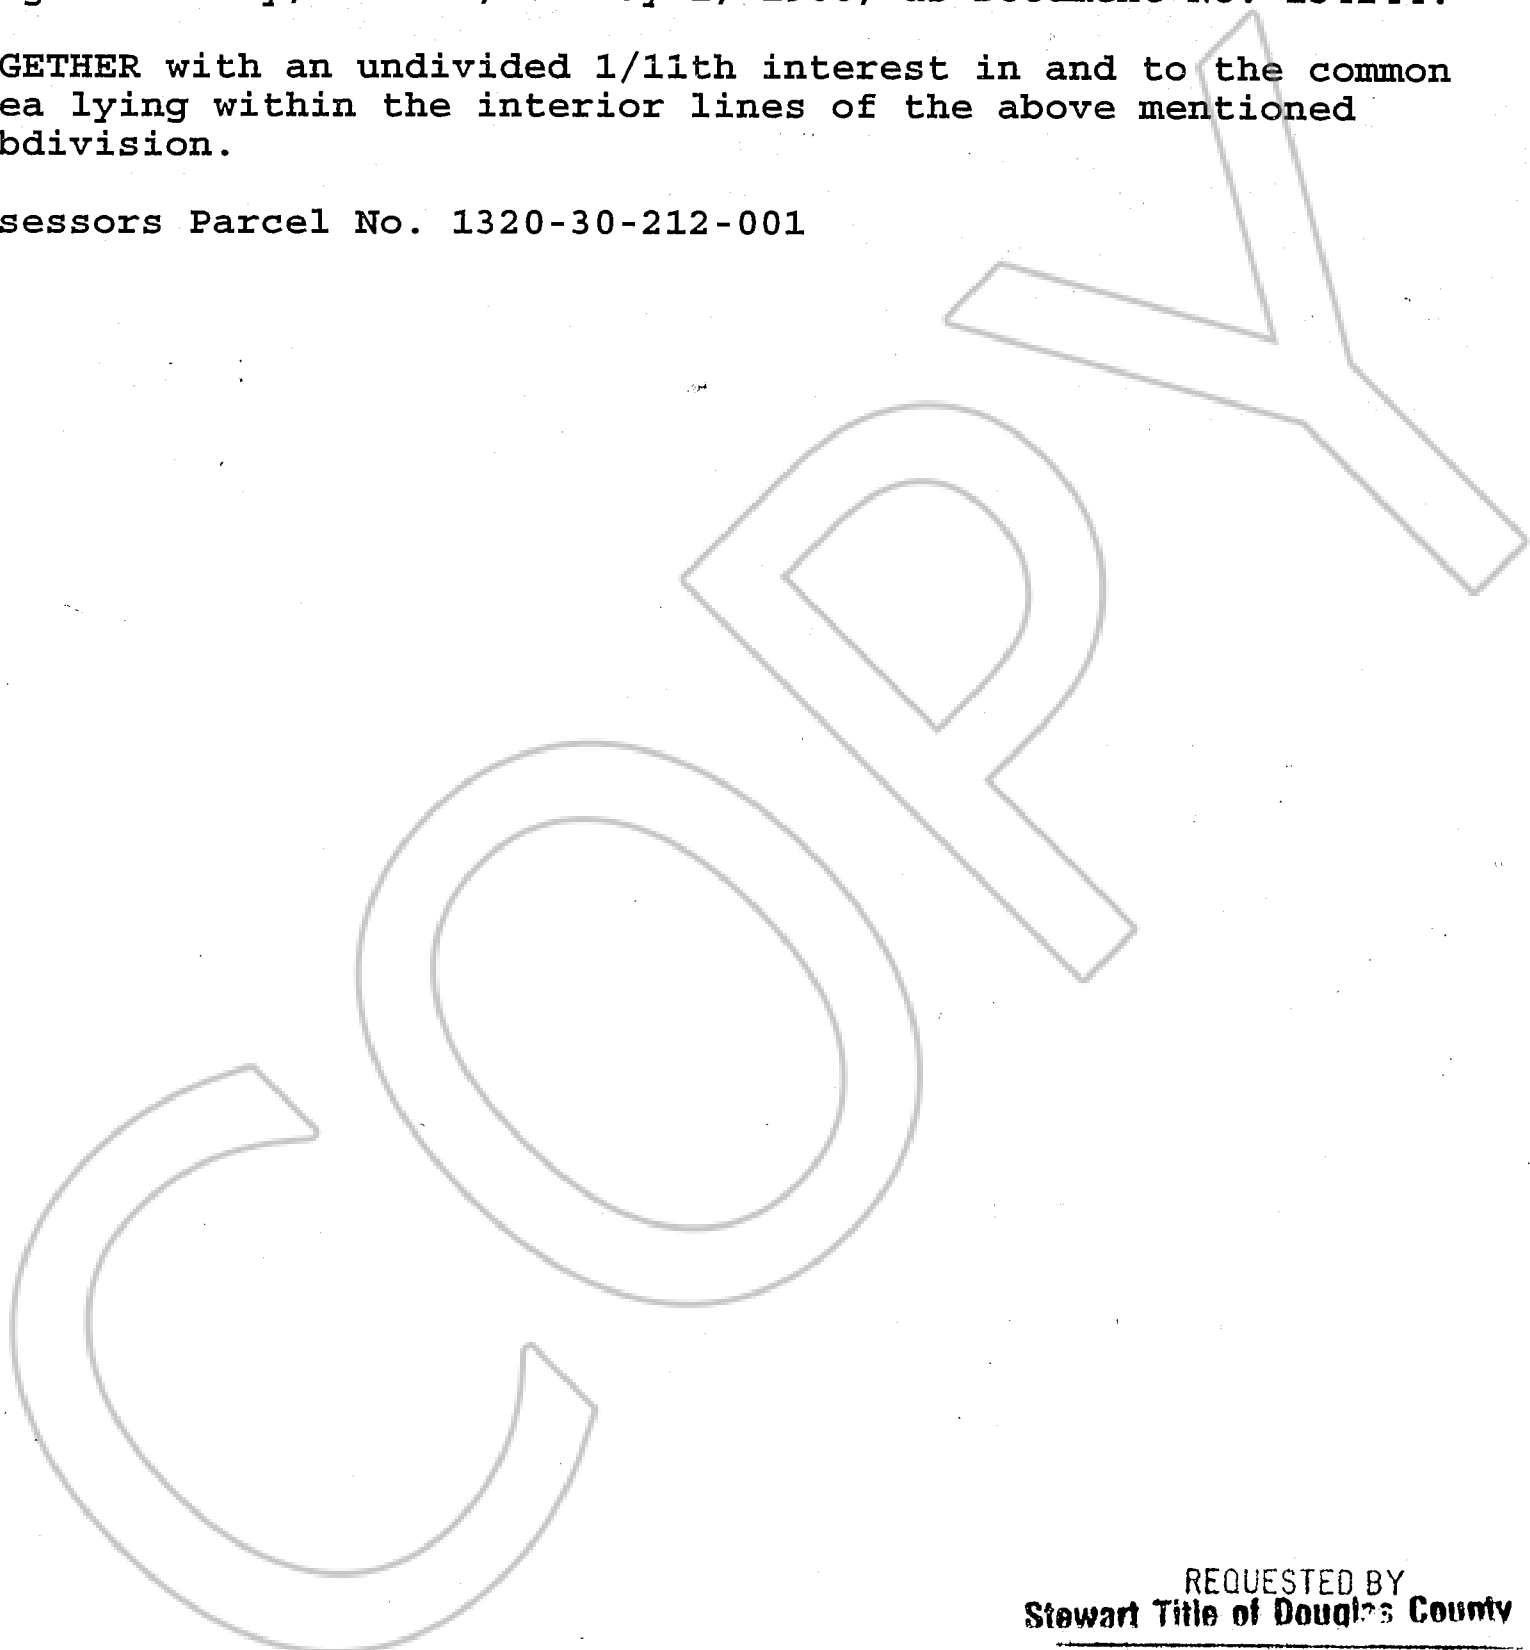 GETHER with an undivided 1/11th interest in and to the common
ea lying within the interior lines of the above mentioned
bdivision.
sessors Parcel No. 1320-30-212-001
COPY
REQUESTED BY
Stewart Title of Douglas County